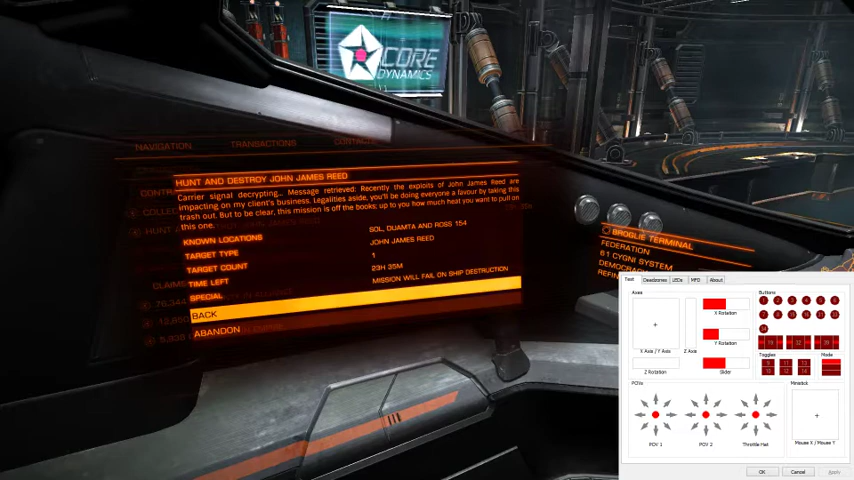 CORE
DYNAMICS
NAVIGATION
TRANSACTIONS
HUNT AND DESTROY JOHN JAMES REED
Carrier signal decrypting... Message retrieved: Recently the exploits of John James Reed are
impacting on my client's business. Legalities aside, you'll be doing everyone a favour by taking this
trash out. But to be clear, this mission is off the books; up to you how much heat you want to pull on
this one.
KNOWN LOCATIONS SOL, DUAMTA AND ROSS 154
TARGET TYPE JOHN JAMES REED
TARGET COUNT 1
TIME LEFT 23H 35M
SPECIAL MISSION WILL FAIL ON SHIP DESTRUCTION
BACK
ABANDON
BROGLIE TERMINAL
FEDERATION
61 CYGNI SYSTEM
Test Deadzones LEDs MFD About
Axes
X Axis / Y Axis
Z Axis
X Rotation
Y Rotation
Z Rotation
Slider
Buttons
Toggles
Mode
POVs
POV 1
POV 2
Throttle Hat
Ministick
Mouse X / Mouse Y
OK
Cancel
Apply